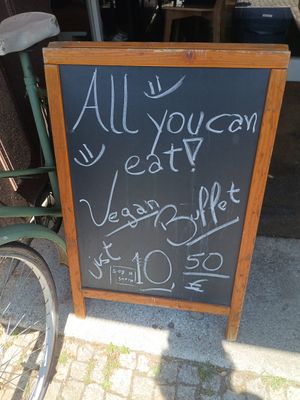 All you can
eat!
Vegan Buffet
just 10 50 €